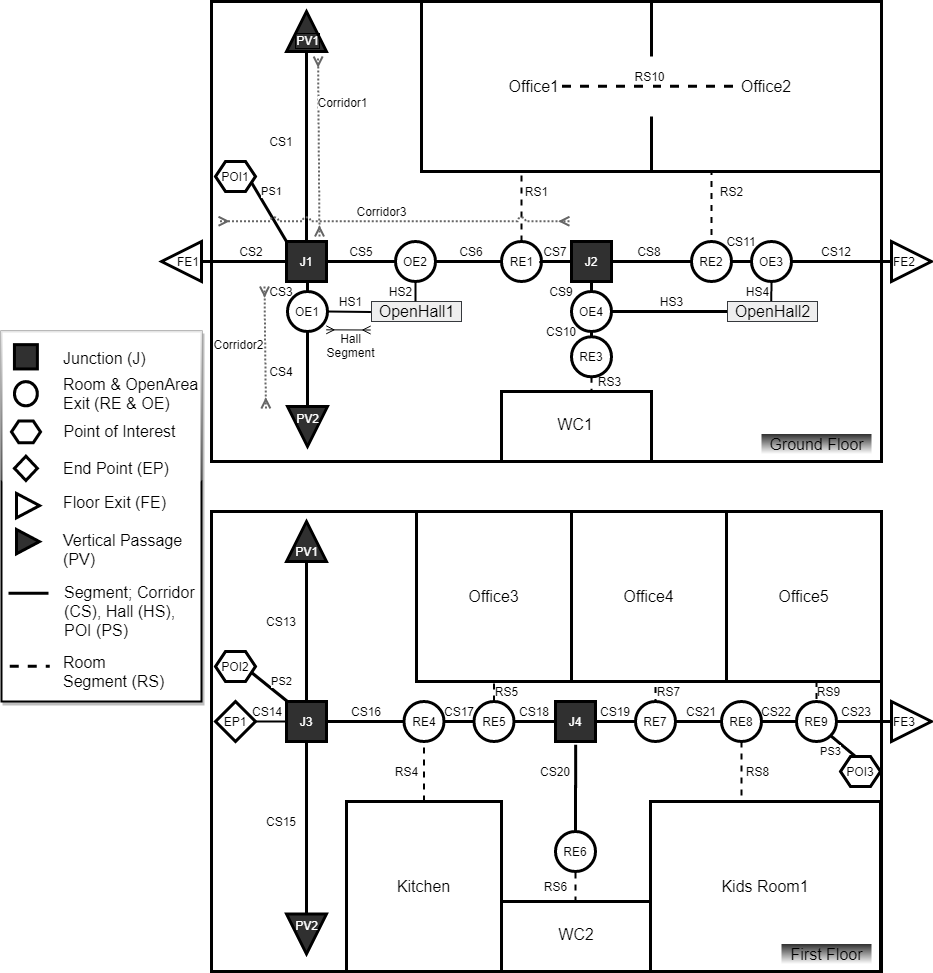 PV1
Corridor1
CS1
Office1
RS10
Office2
POI1
PS1
RS1
RS2
Corridor3
FE1
CS2
J1
CS5
OE2
CS6
RE1
CS7
J2
CS8
RE2
CS11
OE3
CS12
FE2
CS3
OE1
HS1
HS2
OpenHall1
CS9
OE4
HS3
HS4
OpenHall2
Corridor2
Hall
Segment
CS10
RE3
CS4
RS3
PV2
WC1
Ground Floor
Junction (J)
Room & OpenArea
Exit (RE & OE)
Point of Interest
End Point (EP)
Floor Exit (FE)
Vertical Passage
(PV)
Segment; Corridor
(CS), Hall (HS),
POI (PS)
Room
Segment (RS)
PV1
CS13
Office3
Office4
Office5
POI2
PS2
RS5
RS7
RS9
EP1
CS14
J3
CS16
RE4
CS17
RE5
CS18
J4
CS19
RE7
CS21
RE8
CS22
RE9
CS23
FE3
PS3
POI3
RS4
CS20
RS8
CS15
RE6
RS6
Kitchen
Kids Room1
PV2
WC2
First Floor